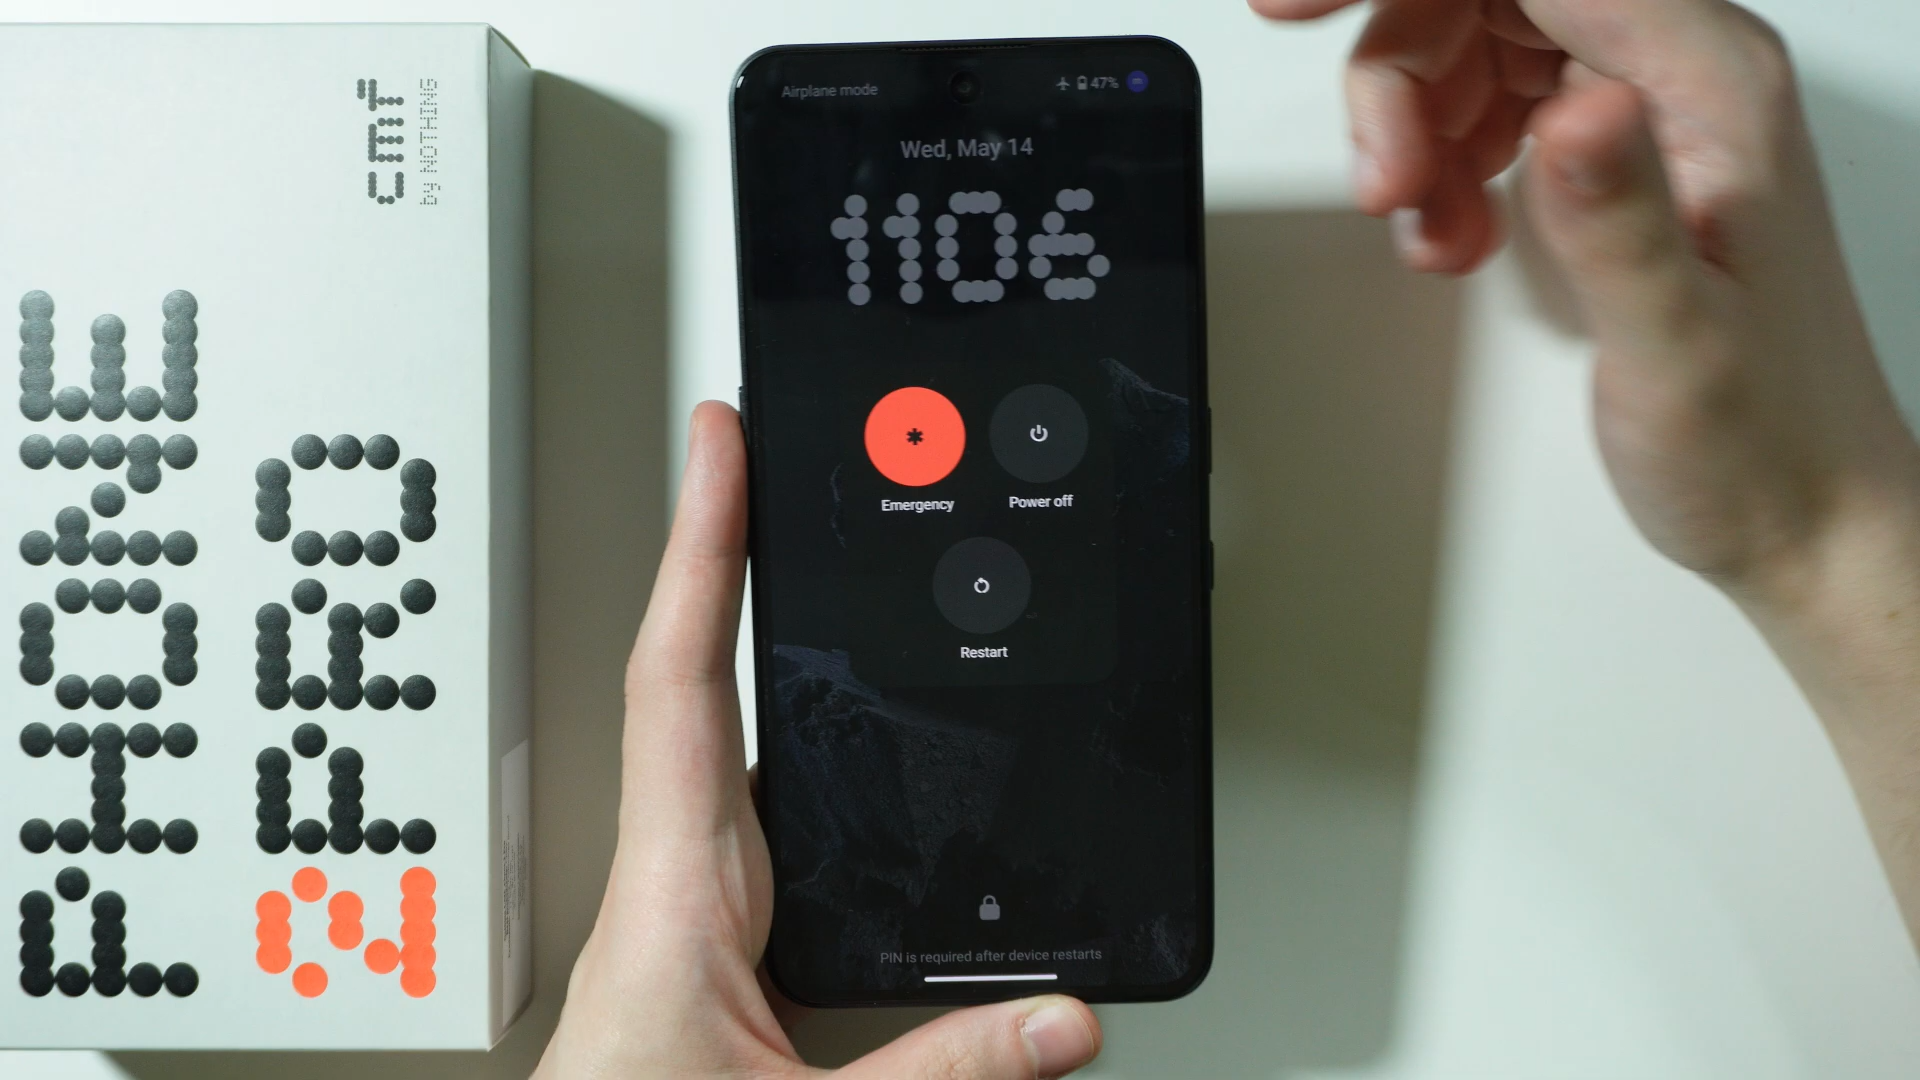 cmf
by NOTHING
PHONE
PRO
2
Airplane mode
47%
Wed, May 14
1106
Emergency
Power off
Restart
PIN is required after device restarts